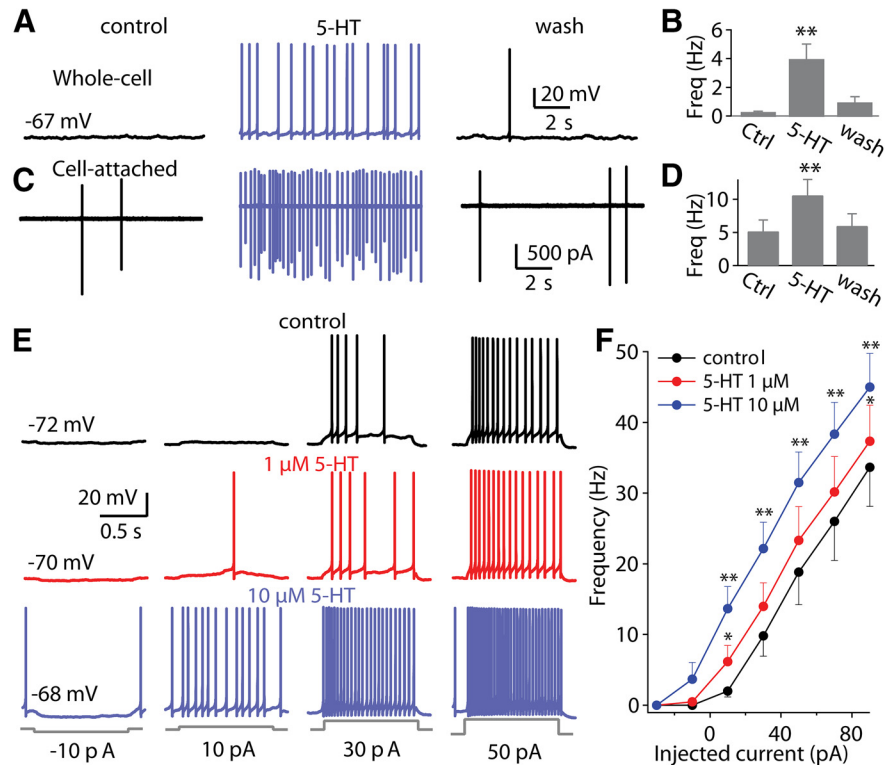 A
control
5-HT
wash
Whole-cell
-67 mV
20 mV
2 s
B
**
Freq (Hz)
6
4
2
0
Ctrl
5-HT
wash
C
Cell-attached
500 pA
2 s
D
**
Freq (Hz)
10
5
0
Ctrl
5-HT
wash
E
control
-72 mV
1 µM 5-HT
20 mV
0.5 s
-70 mV
10 µM 5-HT
-68 mV
-10 p A
10 pA
30 p A
50 pA
F
control
5-HT 1 µM
5-HT 10 µM
Frequency (Hz)
50
40
30
20
10
0
**
*
**
**
**
**
*
0
40
80
Injected current (pA)